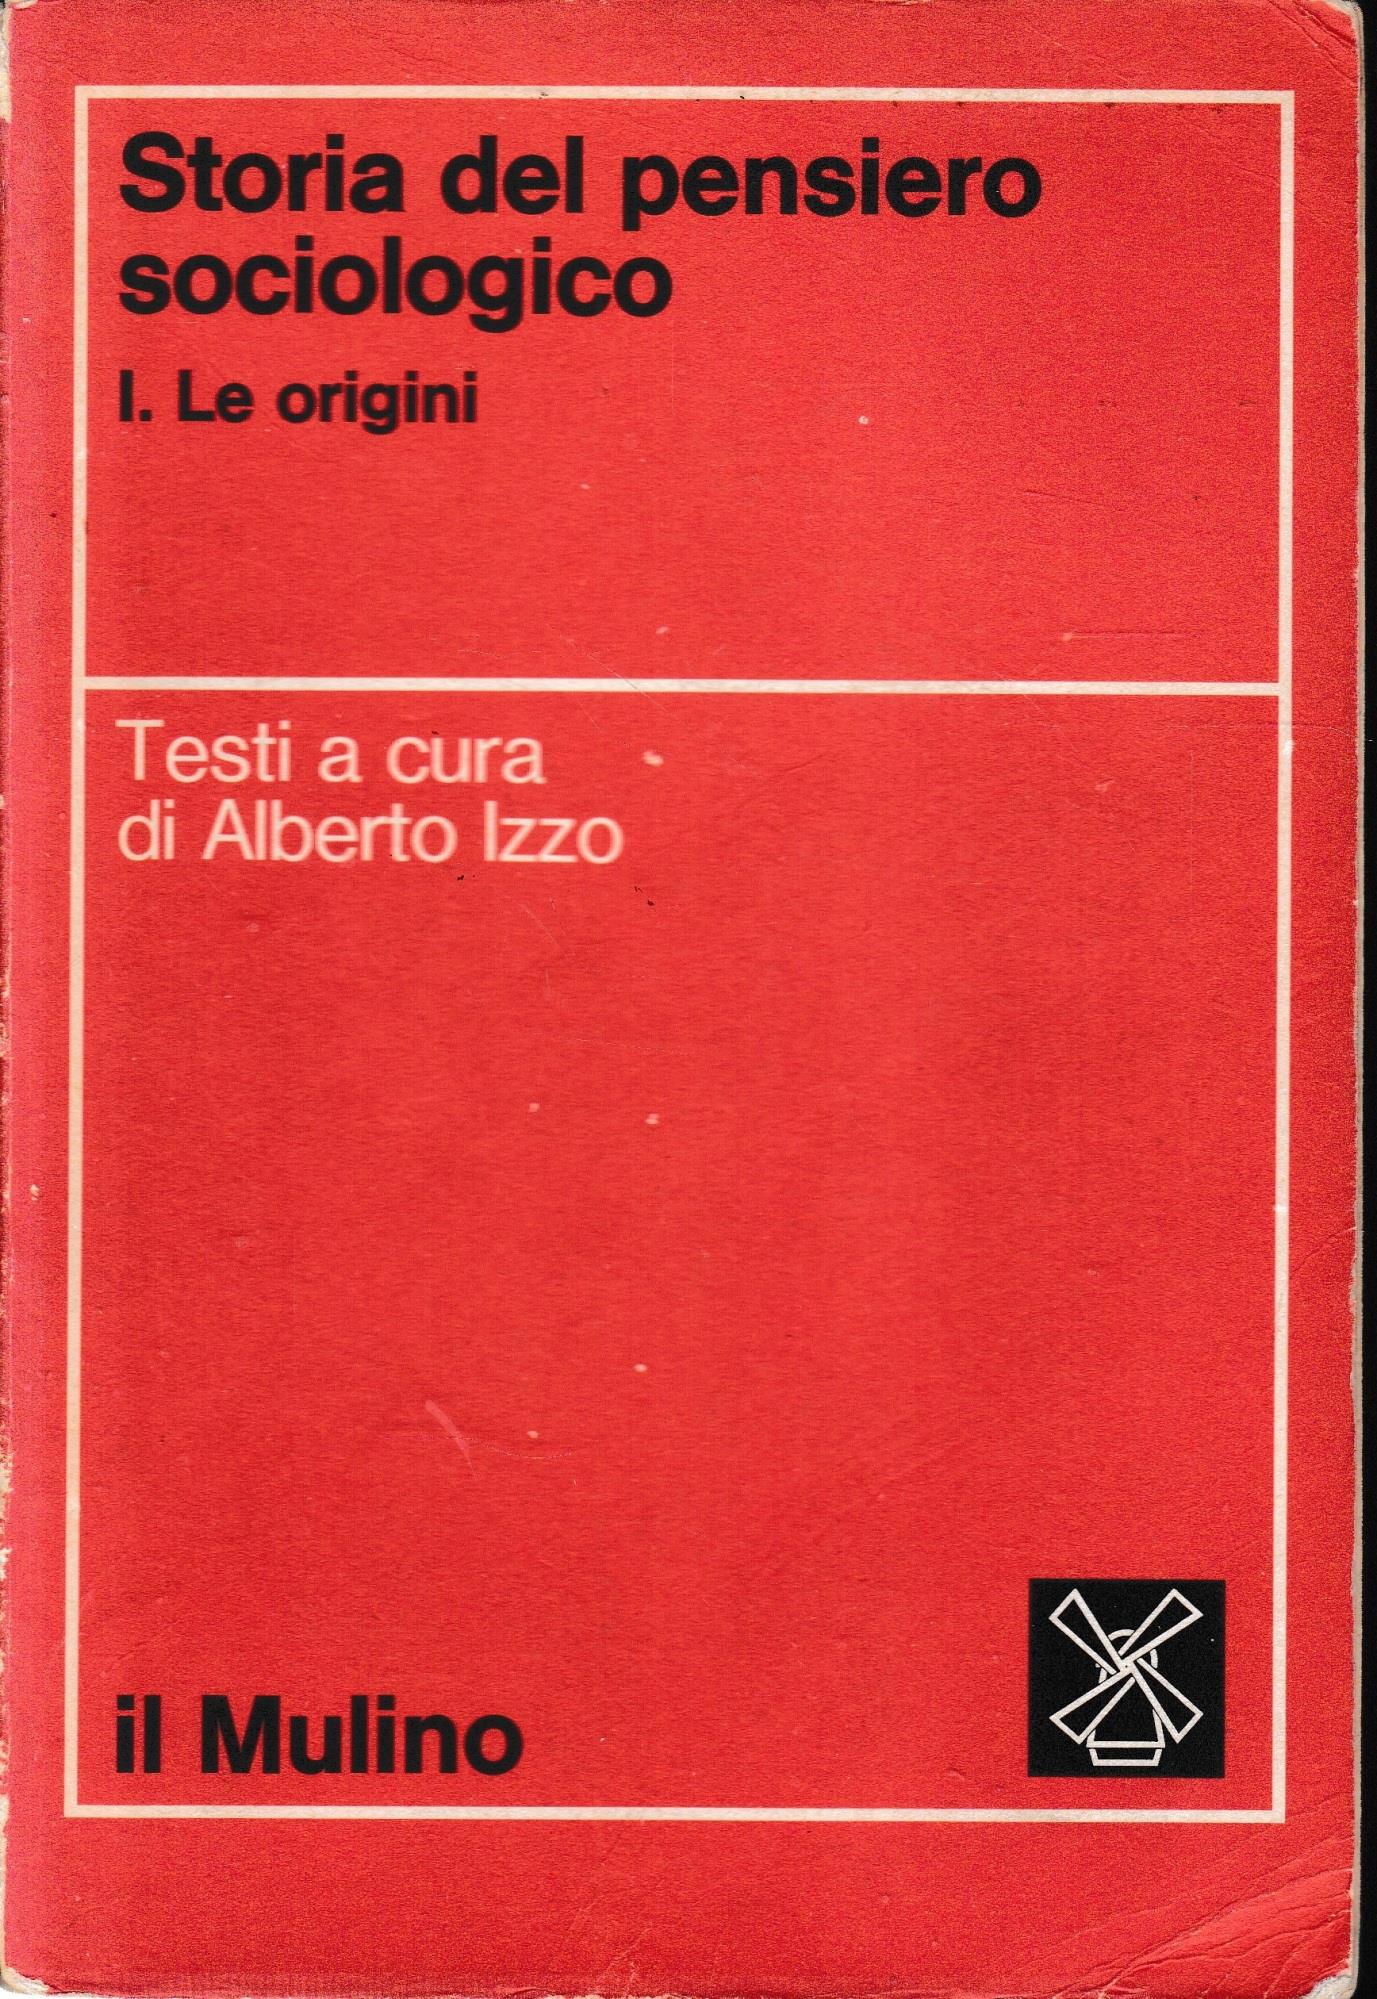 Storia del pensiero
sociologico
I. Le origini
Testi a cura
di Alberto Izzo
il Mulino